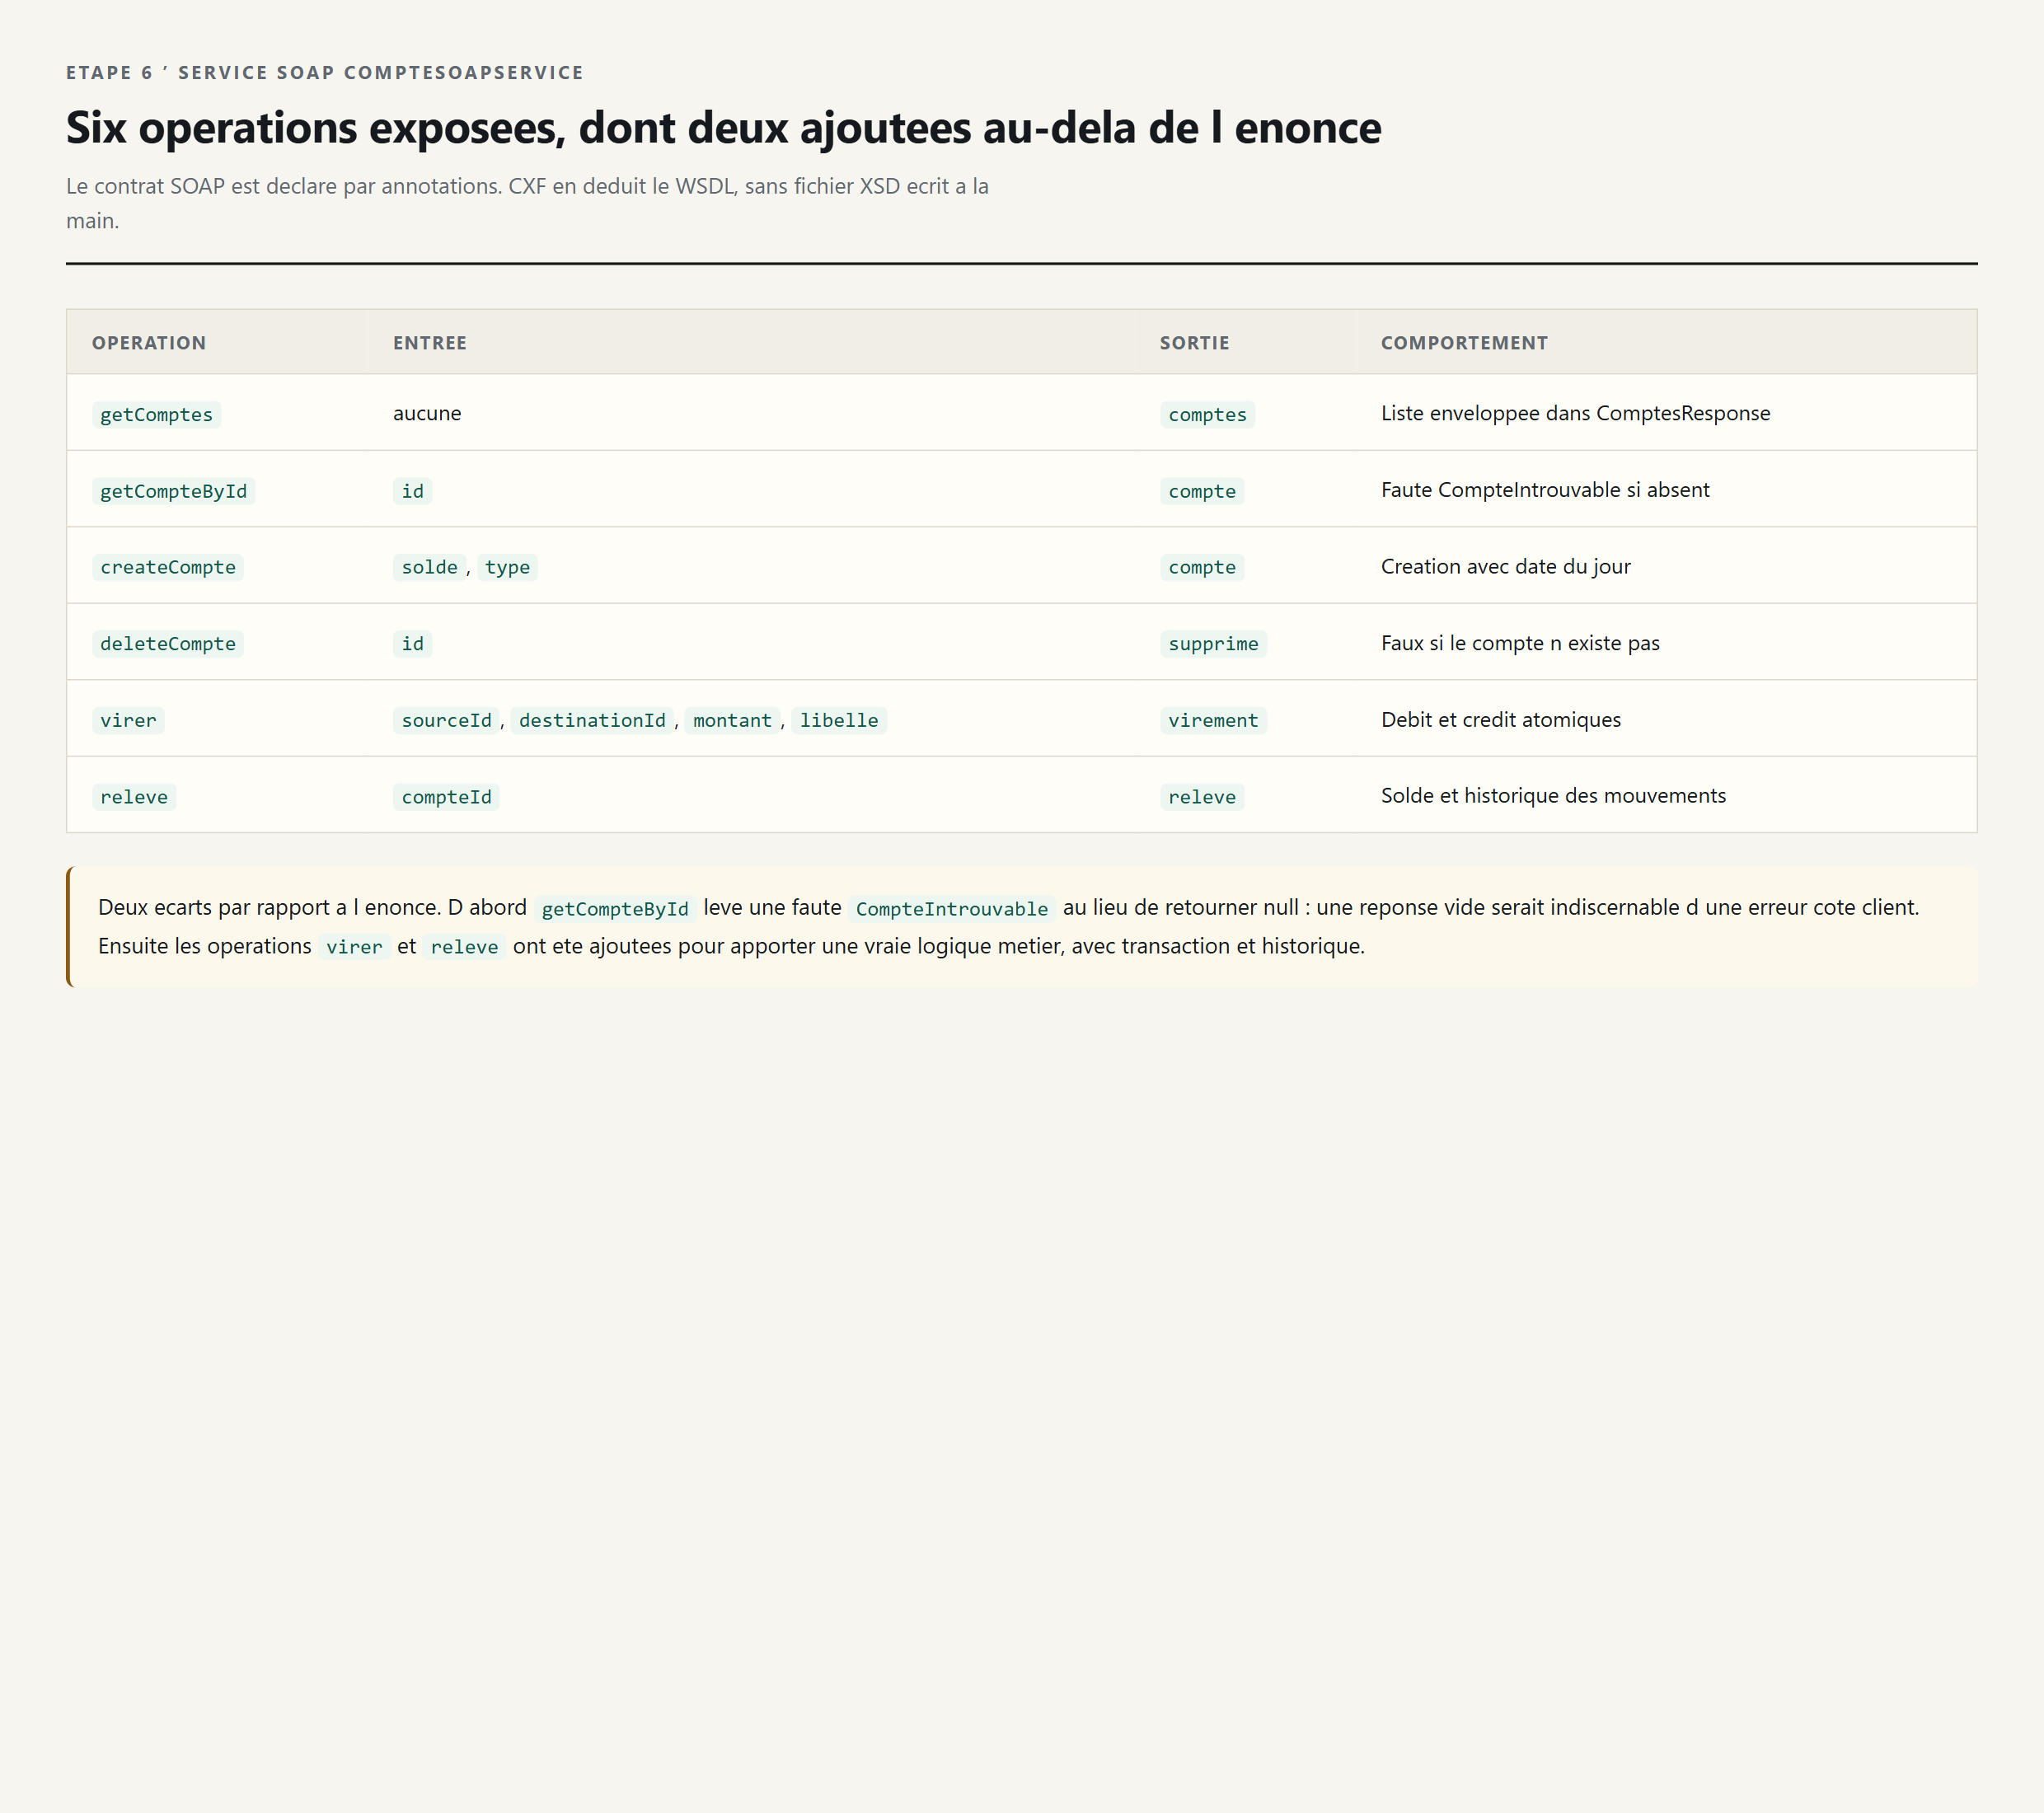 ETAPE 6 ’ SERVICE SOAP COMPTESOAPSERVICE
Six operations exposees, dont deux ajoutees au-dela de l enonce
Le contrat SOAP est declare par annotations. CXF en deduit le WSDL, sans fichier XSD ecrit a la
main.
OPERATION ENTREE SORTIE COMPORTEMENT
getComptes aucune comptes Liste enveloppee dans ComptesResponse
getCompteById id compte Faute CompteIntrouvable si absent
createCompte solde, type compte Creation avec date du jour
deleteCompte id supprime Faux si le compte n existe pas
virer sourceId, destinationId, montant, libelle virement Debit et credit atomiques
releve compteId releve Solde et historique des mouvements
Deux ecarts par rapport a l enonce. D abord getCompteById leve une faute CompteIntrouvable au lieu de retourner null : une reponse vide serait indiscernable d une erreur cote client.
Ensuite les operations virer et releve ont ete ajoutees pour apporter une vraie logique metier, avec transaction et historique.